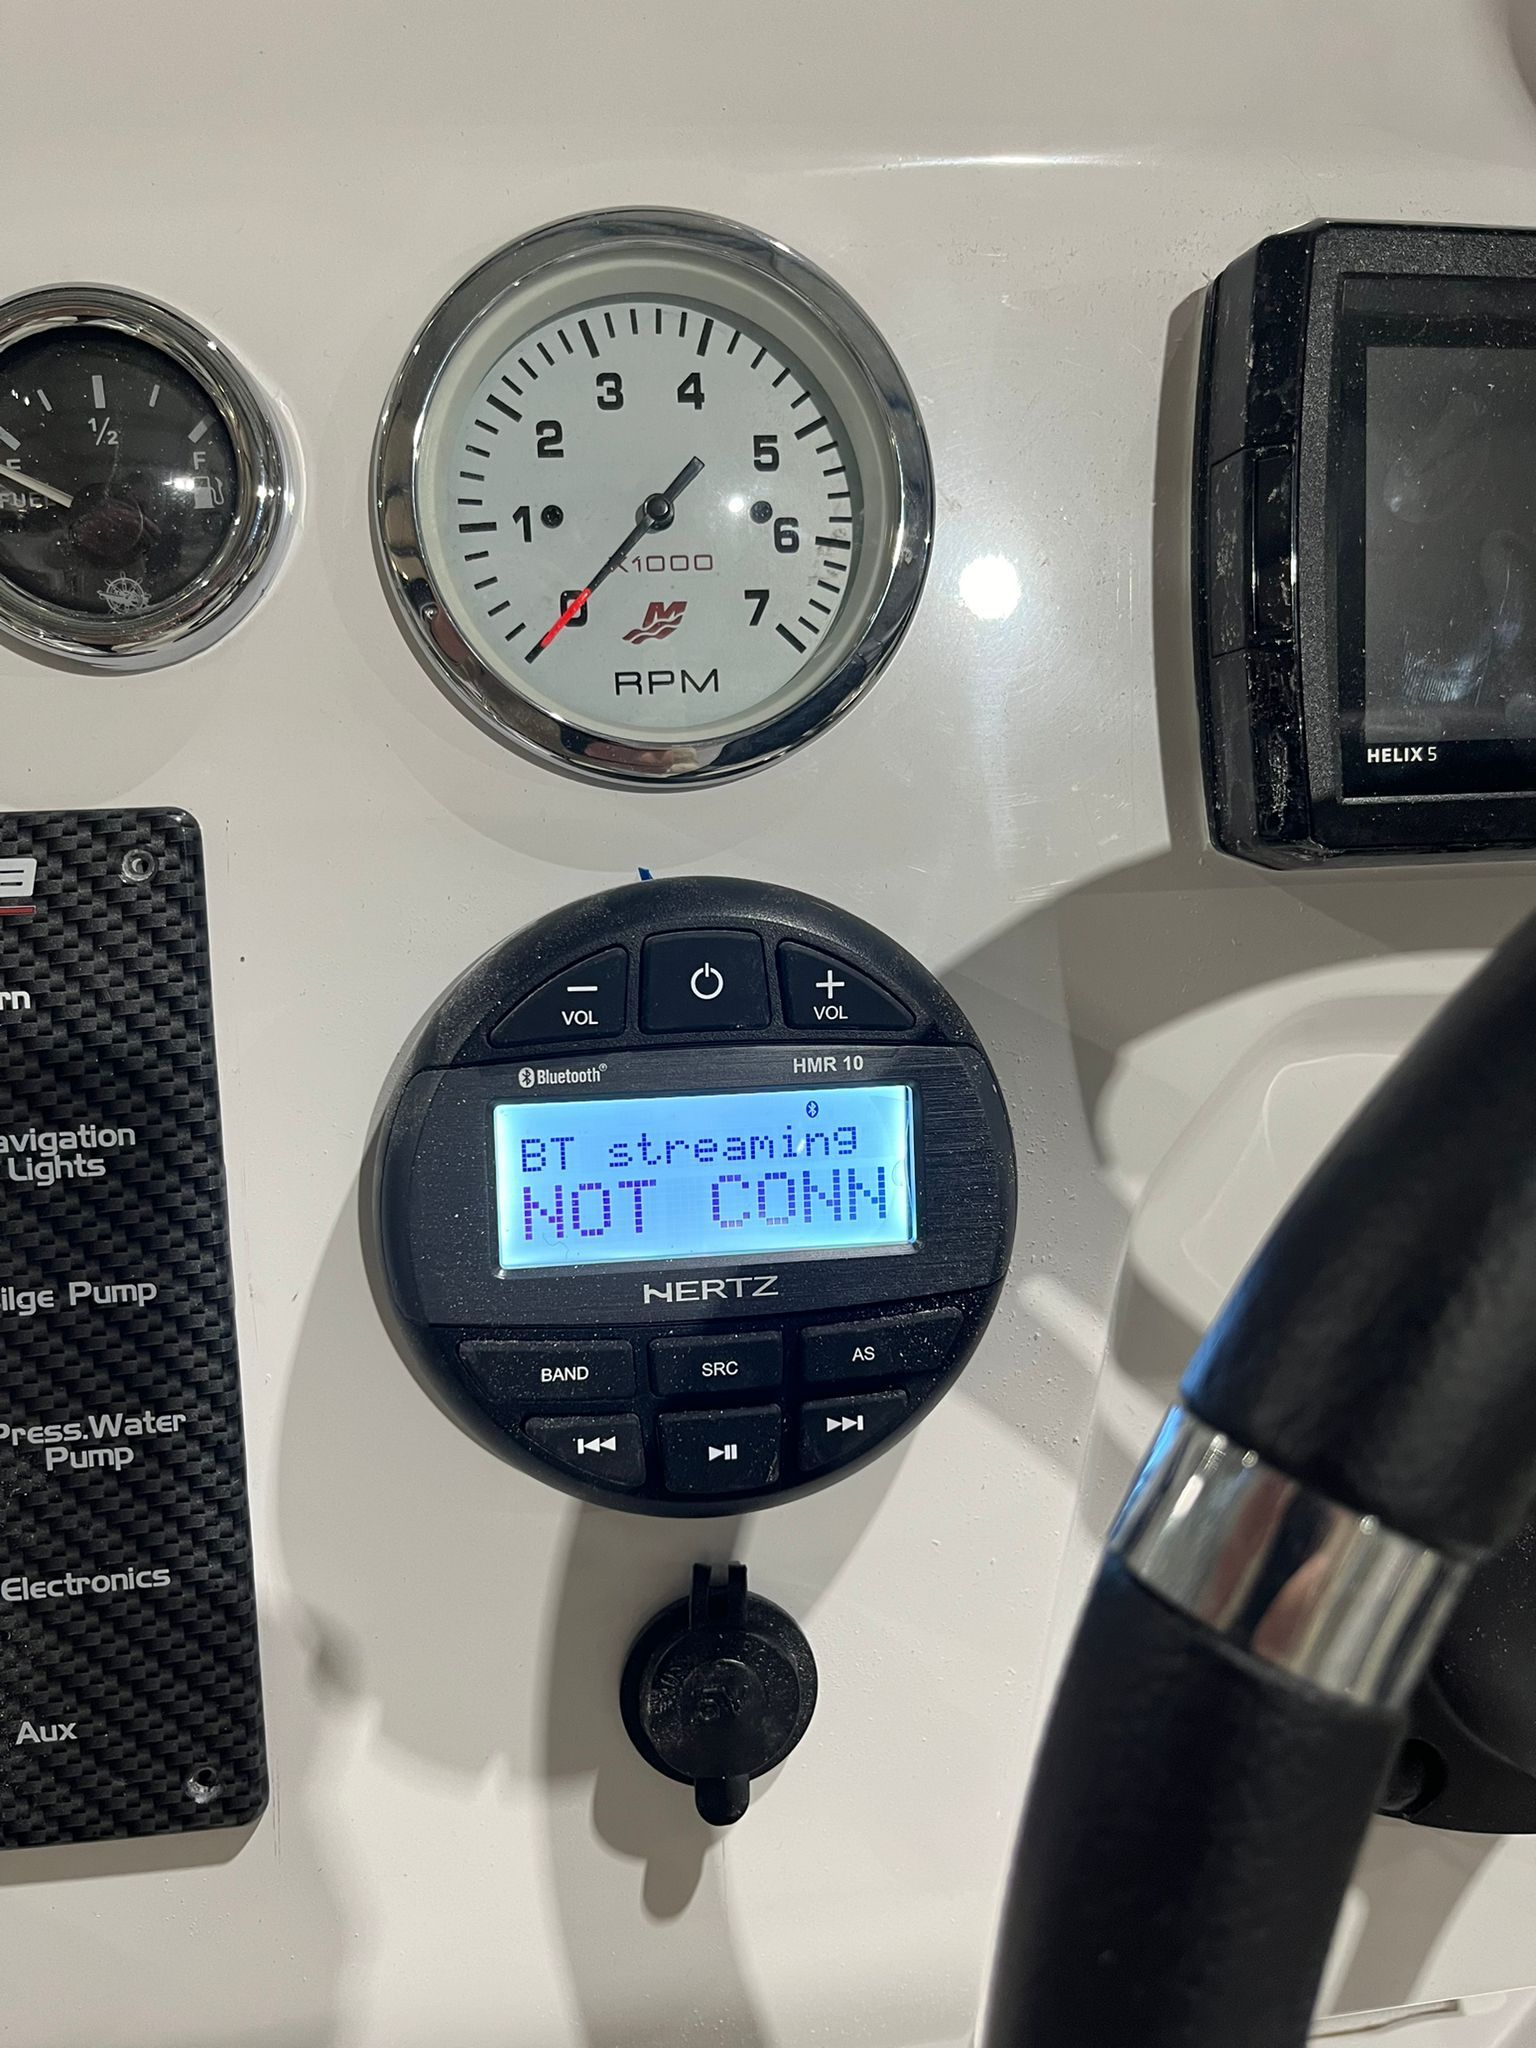 1/2
E
F
FUEL
3
4
2
5
1
6
X1000
0
7
RPM
HELIX 5
rn
avigation
Lights
ilge Pump
Press.Water
Pump
Electronics
Aux
−
+
VOL
VOL
Bluetooth®
HMR 10
BT streaming
NOT CONN
HERTZ
BAND
SRC
AS